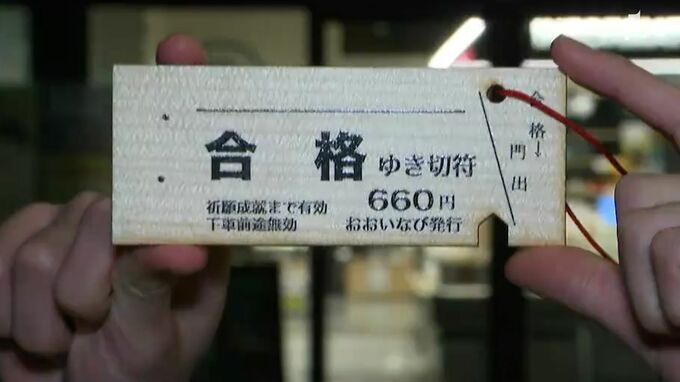 合格ゆき切符
660円
祈願成就まで有効
下車前途無効
おおいなび発行
合格→
門出